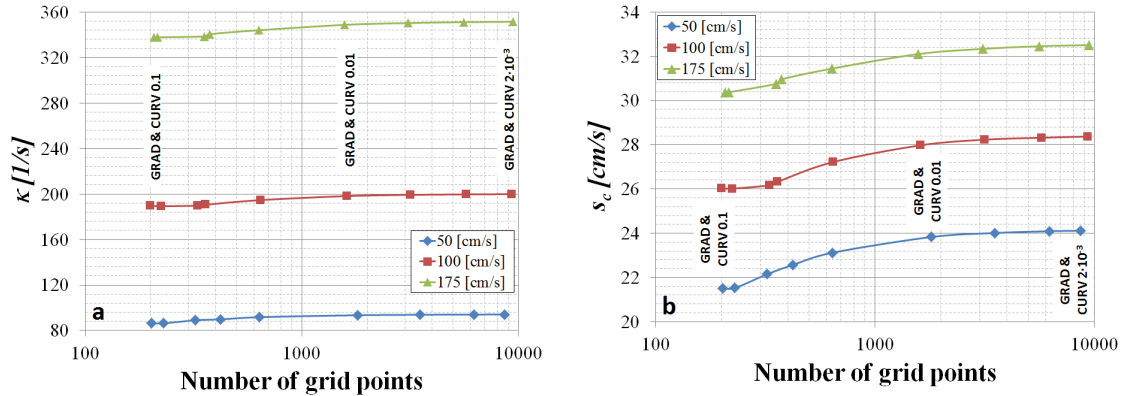 360
320
280
240
200
160
120
80
κ [1/s]
GRAD & CURV 0.1
GRAD & CURV 0.01
GRAD & CURV 2·10⁻³
50 [cm/s]
100 [cm/s]
175 [cm/s]
a
100
1000
10000
Number of grid points
34
32
30
28
26
24
22
20
s_c [cm/s]
50 [cm/s]
100 [cm/s]
175 [cm/s]
GRAD &
CURV 0.1
GRAD &
CURV 0.01
GRAD &
CURV 2·10⁻³
b
100
1000
10000
Number of grid points